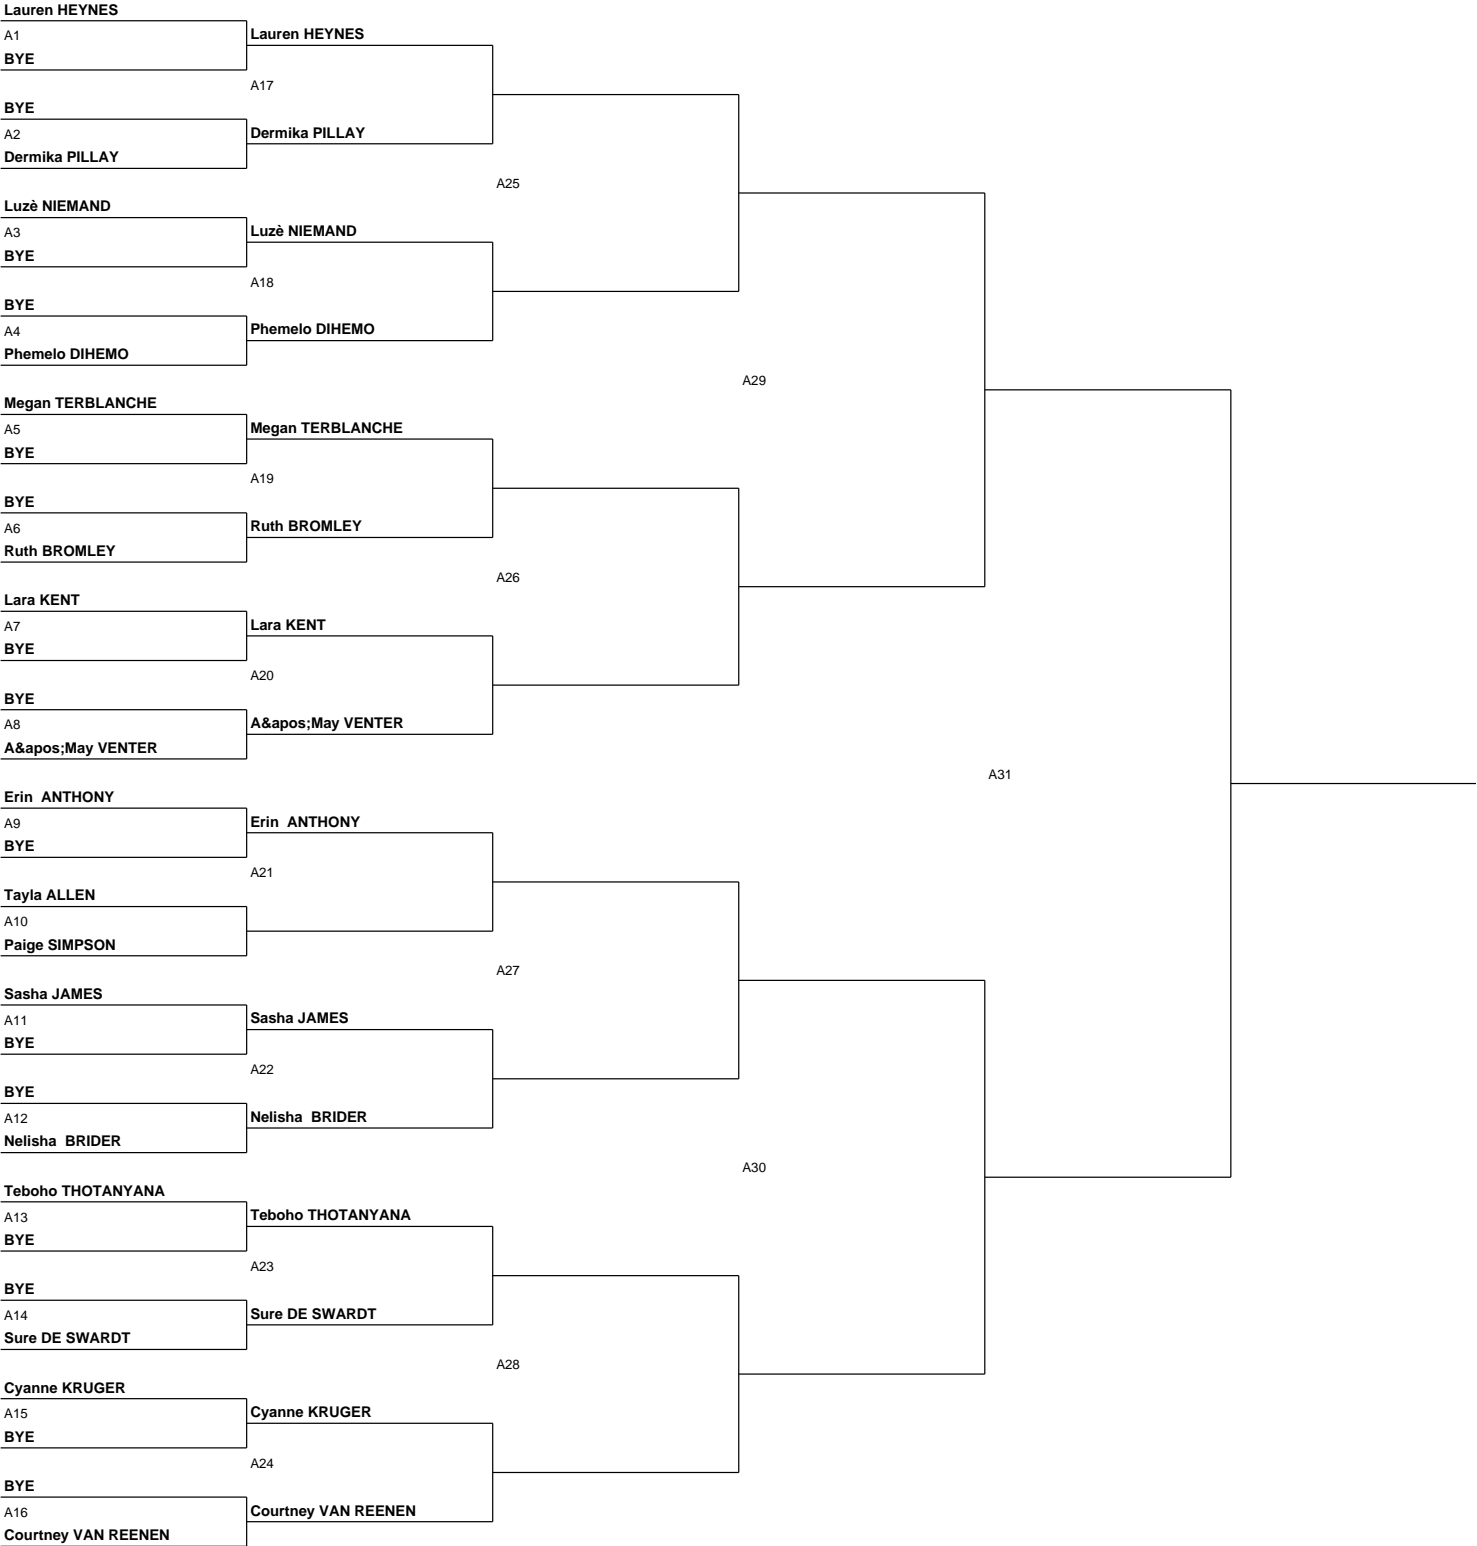 Lauren HEYNES
A1
BYE
BYE
A2
Dermika PILLAY
Luzè NIEMAND
A3
BYE
BYE
A4
Phemelo DIHEMO
Megan TERBLANCHE
A5
BYE
BYE
A6
Ruth BROMLEY
Lara KENT
A7
BYE
BYE
A8
A&apos;May VENTER
Erin  ANTHONY
A9
BYE
Tayla ALLEN
A10
Paige SIMPSON
Sasha JAMES
A11
BYE
BYE
A12
Nelisha  BRIDER
Teboho THOTANYANA
A13
BYE
BYE
A14
Sure DE SWARDT
Cyanne KRUGER
A15
BYE
BYE
A16
Courtney VAN REENEN
Lauren HEYNES
A17
Dermika PILLAY
Luzè NIEMAND
A18
Phemelo DIHEMO
Megan TERBLANCHE
A19
Ruth BROMLEY
Lara KENT
A20
A&apos;May VENTER
Erin  ANTHONY
A21
Sasha JAMES
A22
Nelisha  BRIDER
Teboho THOTANYANA
A23
Sure DE SWARDT
Cyanne KRUGER
A24
Courtney VAN REENEN
A25
A26
A27
A28
A29
A30
A31